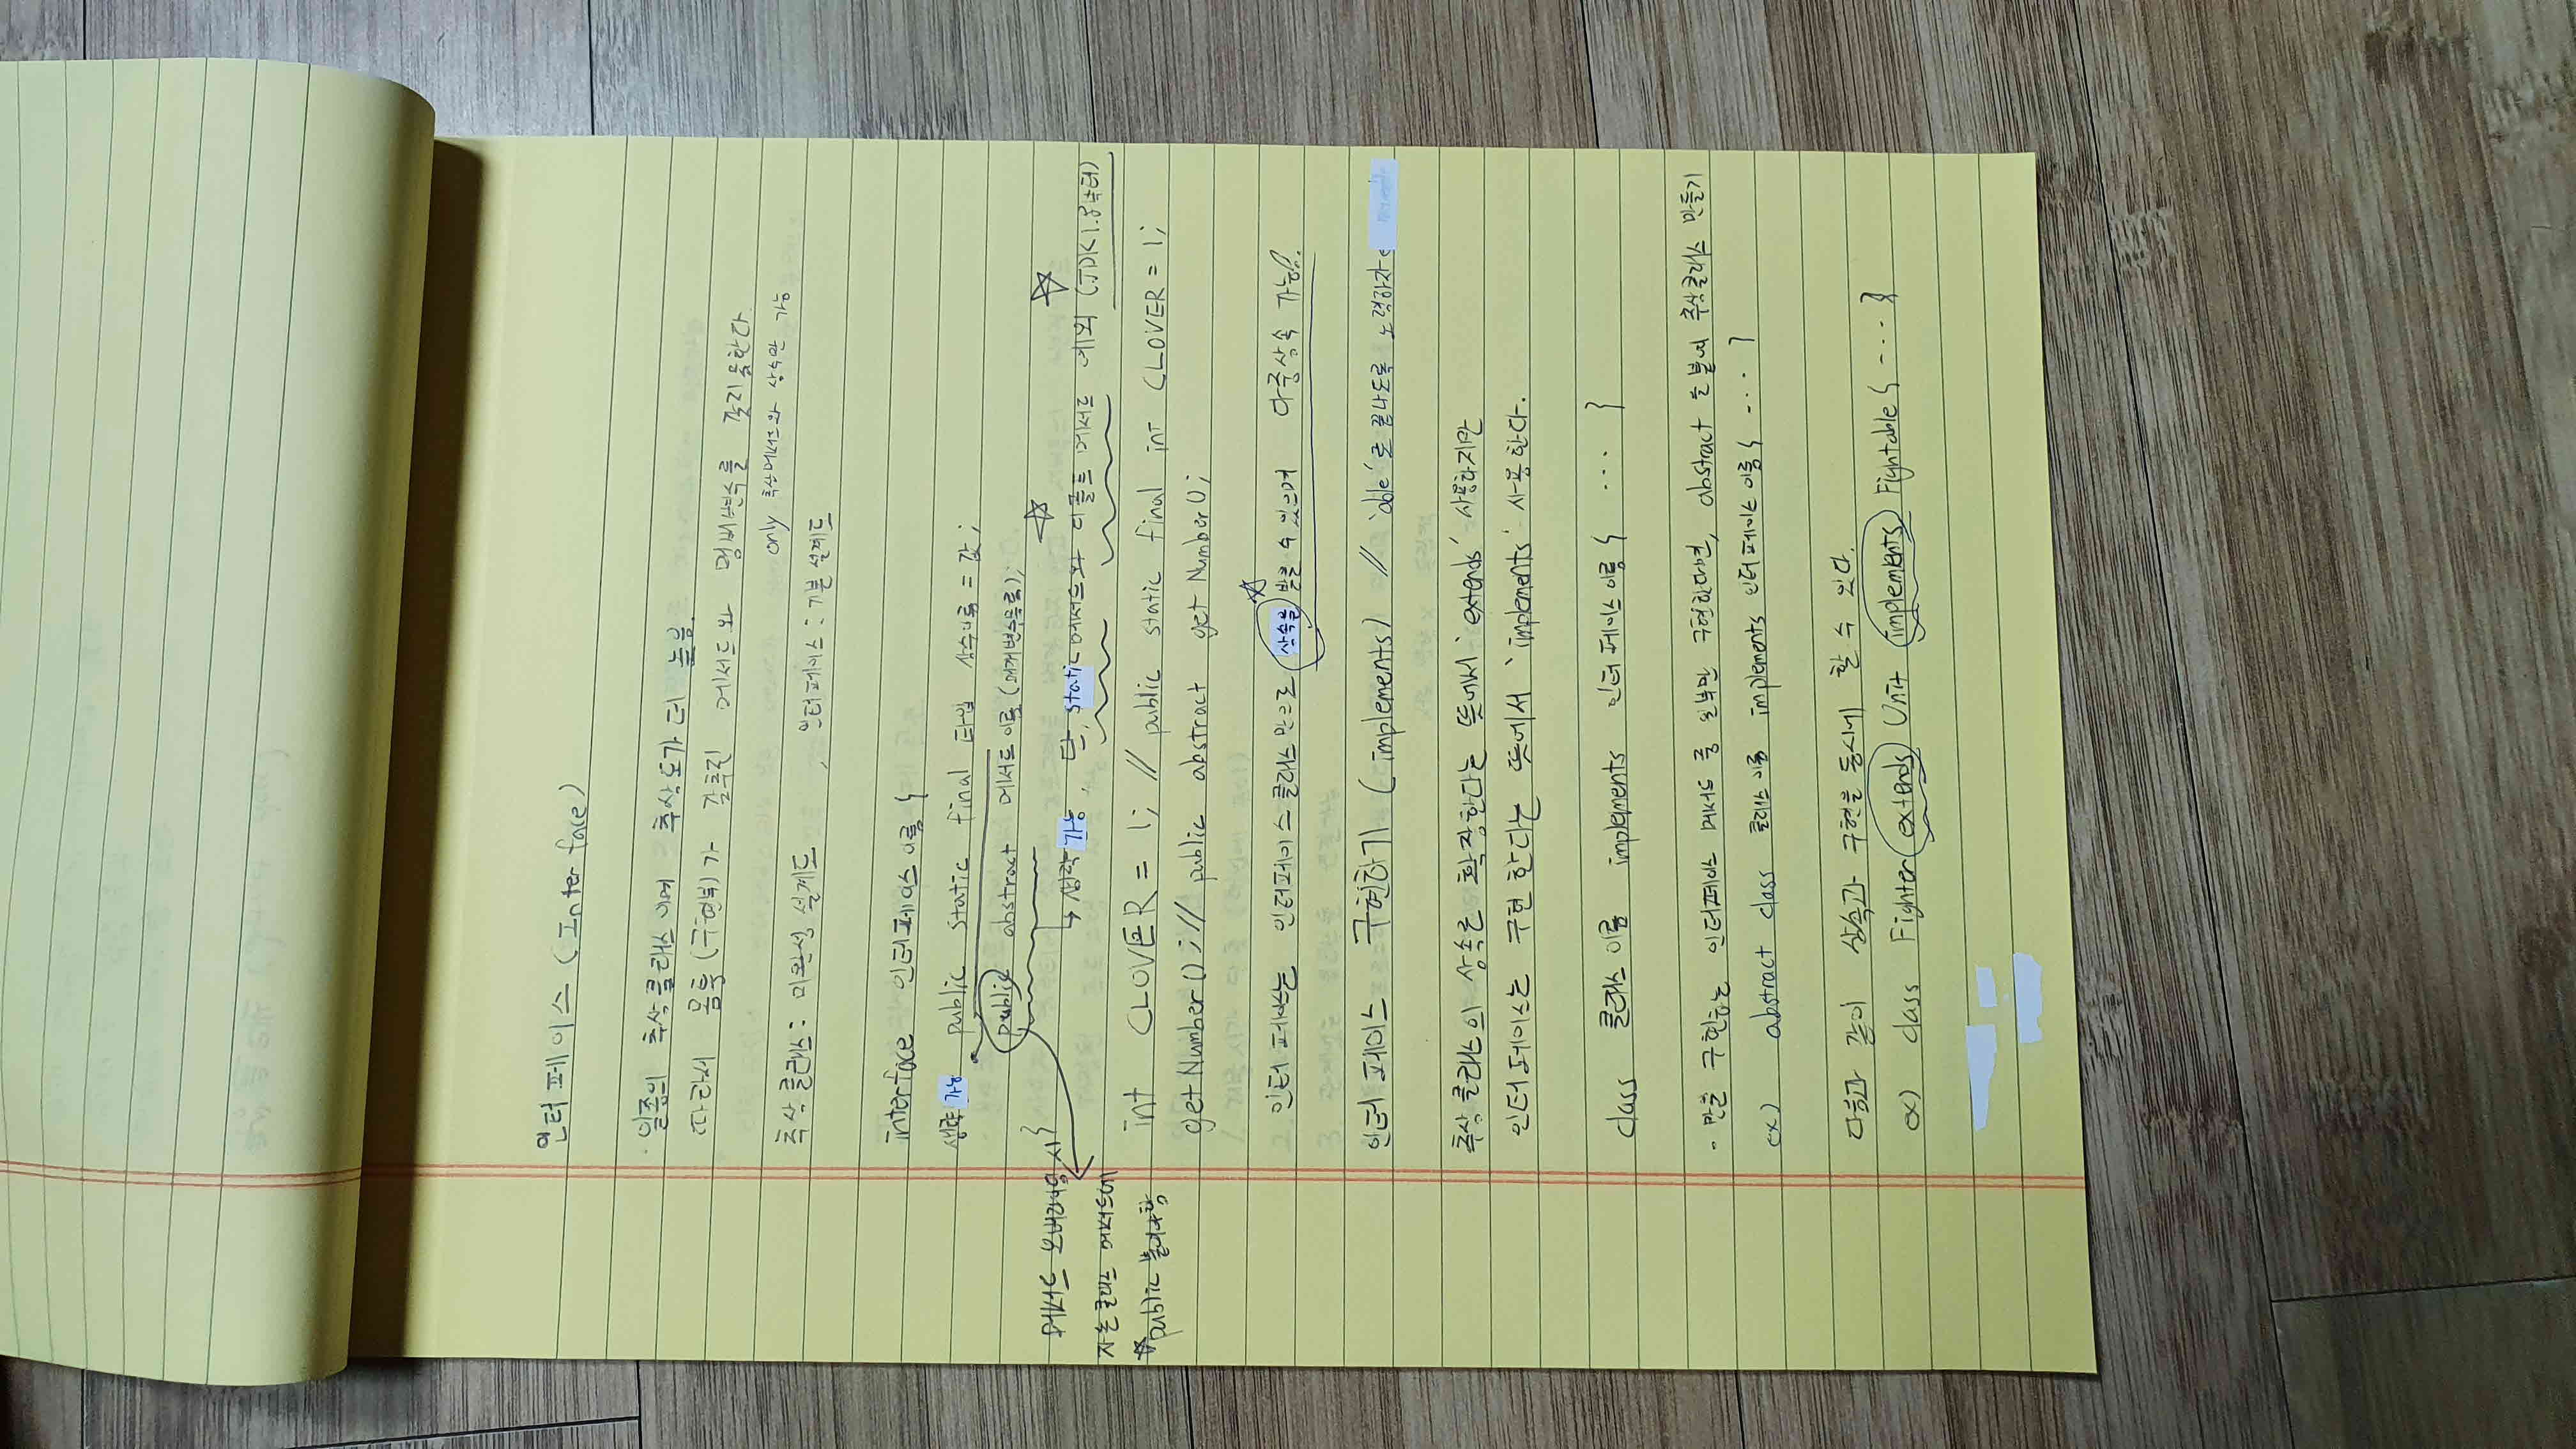 인터페이스 (Interface)
· 일종의 추상클래스이며 추상도가 더 높음.
따라서 몸통(구현부)가 갖추진 메서드와 멤버변수를 갖지못한다.
only 추상메서드와 상수만 가능
추상클래스 : 미완성 설계도 , 인터페이스 : 기본 설계도
interface 인터페이스 이름 {
생략 가능 public static final 타입 상수이름 = 값 ;
public abstract 메서드 이름 (매개변수목록);
}
→ 생략 가능, 단, static메서드와 디폴트 메서드 예외 (JDK1.8부터)
메서드 오버라이딩 시
자손클래스 메서드에
☆public 붙여야함
int CLOVER = 1; // public static final int CLOVER = 1;
getNumber(); // public abstract getNumber();
인터페이스는 인터페이스 클래스만으로 상속을 받을 수 있으며 다중상속 가능!
인터페이스 구현하기 (implements) // 'able'로 끝나도록 노력하자
추상클래스의 상속은 확장한다는 뜻에서 'extends' 사용하지만
인터페이스는 구현한다는 뜻에서 'implements' 사용한다.
class 클래스이름 implements 인터페이스이름 { ··· }
· 만일 구현하는 인터페이스 메서드 중 일부만 구현한다면, abstract 를 붙여 추상클래스 만들기
ex) abstract class 클래스이름 implements 인터페이스 이름 { ··· }
다음과 같이 상속과 구현을 동시에 할 수 있다.
ex) class Fighter extends Unit implements Fightable { ··· }